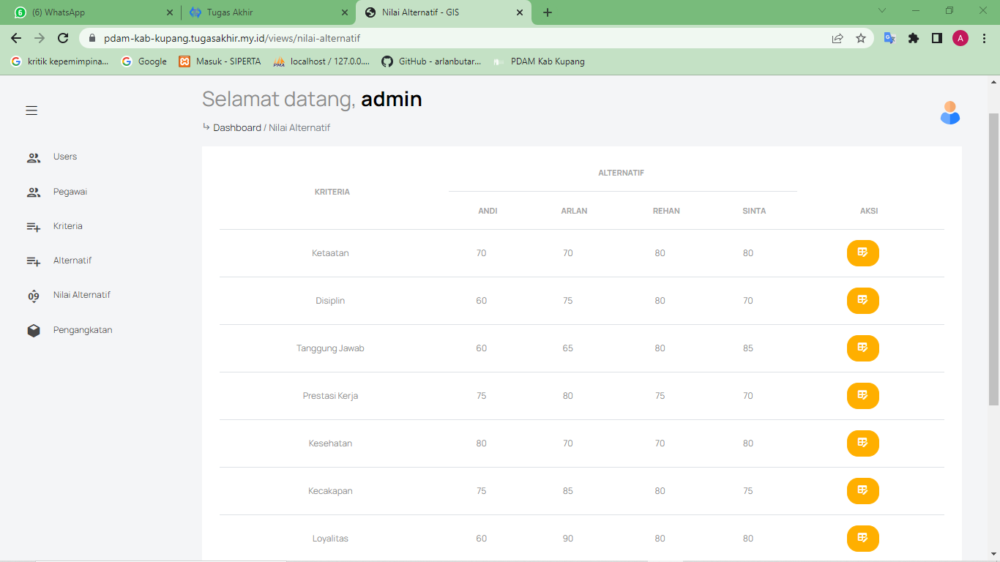 (6) WhatsApp
Tugas Akhir
Nilai Alternatif - GIS
pdam-kab-kupang.tugasakhir.my.id/views/nilai-alternatif
A
kritik kepemimpina...
Google
Masuk - SIPERTA
localhost / 127.0.0....
GitHub - arlanbutar...
PDAM Kab Kupang
Selamat datang, admin
Dashboard / Nilai Alternatif
Users
Pegawai
Kriteria
Alternatif
Nilai Alternatif
Pengangkatan
KRITERIA ALTERNATIF AKSI
ANDI ARLAN REHAN SINTA
Ketaatan 70 70 80 80
Disiplin 60 75 80 70
Tanggung Jawab 60 65 80 85
Prestasi Kerja 75 80 75 70
Kesehatan 80 70 70 80
Kecakapan 75 85 80 75
Loyalitas 60 90 80 80